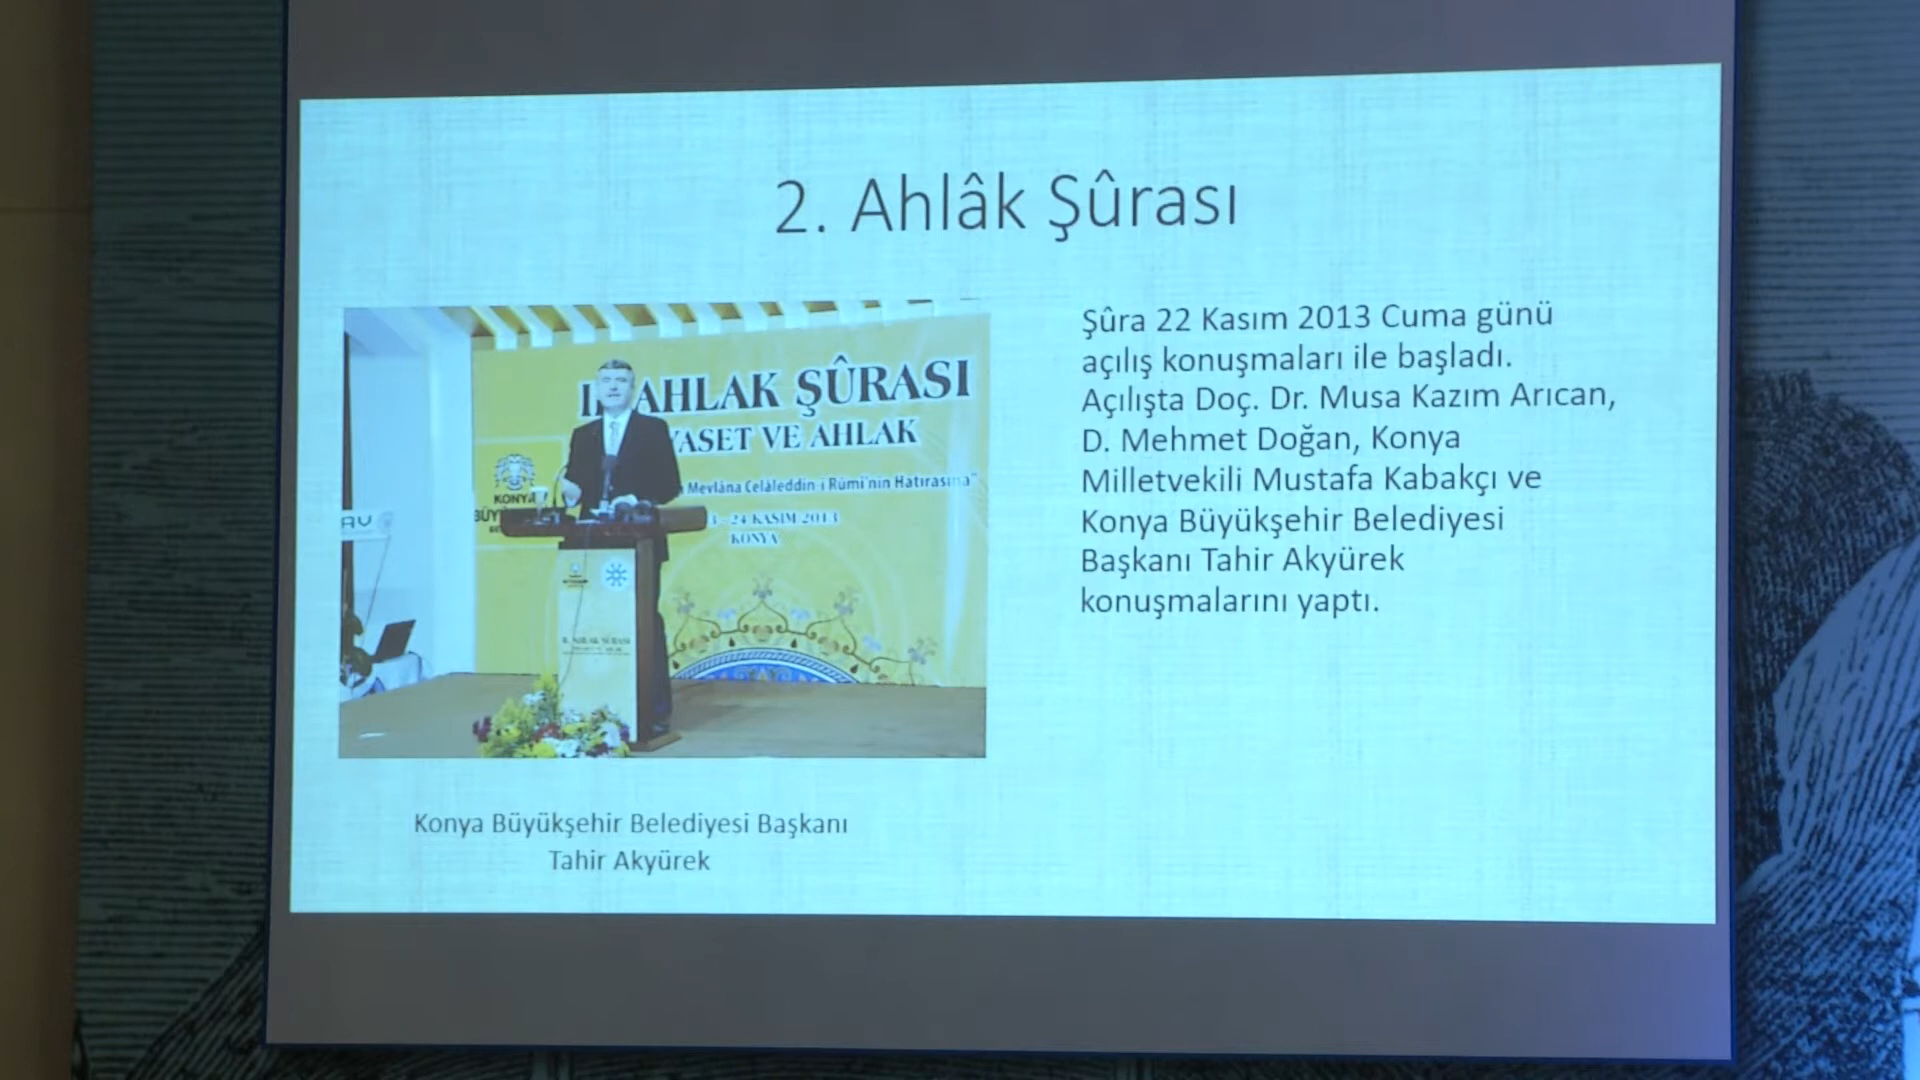 2. Ahlâk Şûrası
AHLAK ŞÛRASI
VE AHLAK
Mevlâna Celâleddin-i Rûmî'nin Hatırasına"
- 24 KASIM 2013
KONYA
KONYA
Şûra 22 Kasım 2013 Cuma günü
açılış konuşmaları ile başladı.
Açılışta Doç. Dr. Musa Kazım Arıcan,
D. Mehmet Doğan, Konya
Milletvekili Mustafa Kabakçı ve
Konya Büyükşehir Belediyesi
Başkanı Tahir Akyürek
konuşmalarını yaptı.
Konya Büyükşehir Belediyesi Başkanı
Tahir Akyürek